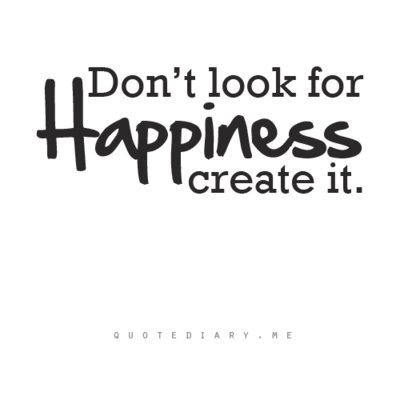 Don't look for
Happiness
create it.
QUOTEDIARY.ME